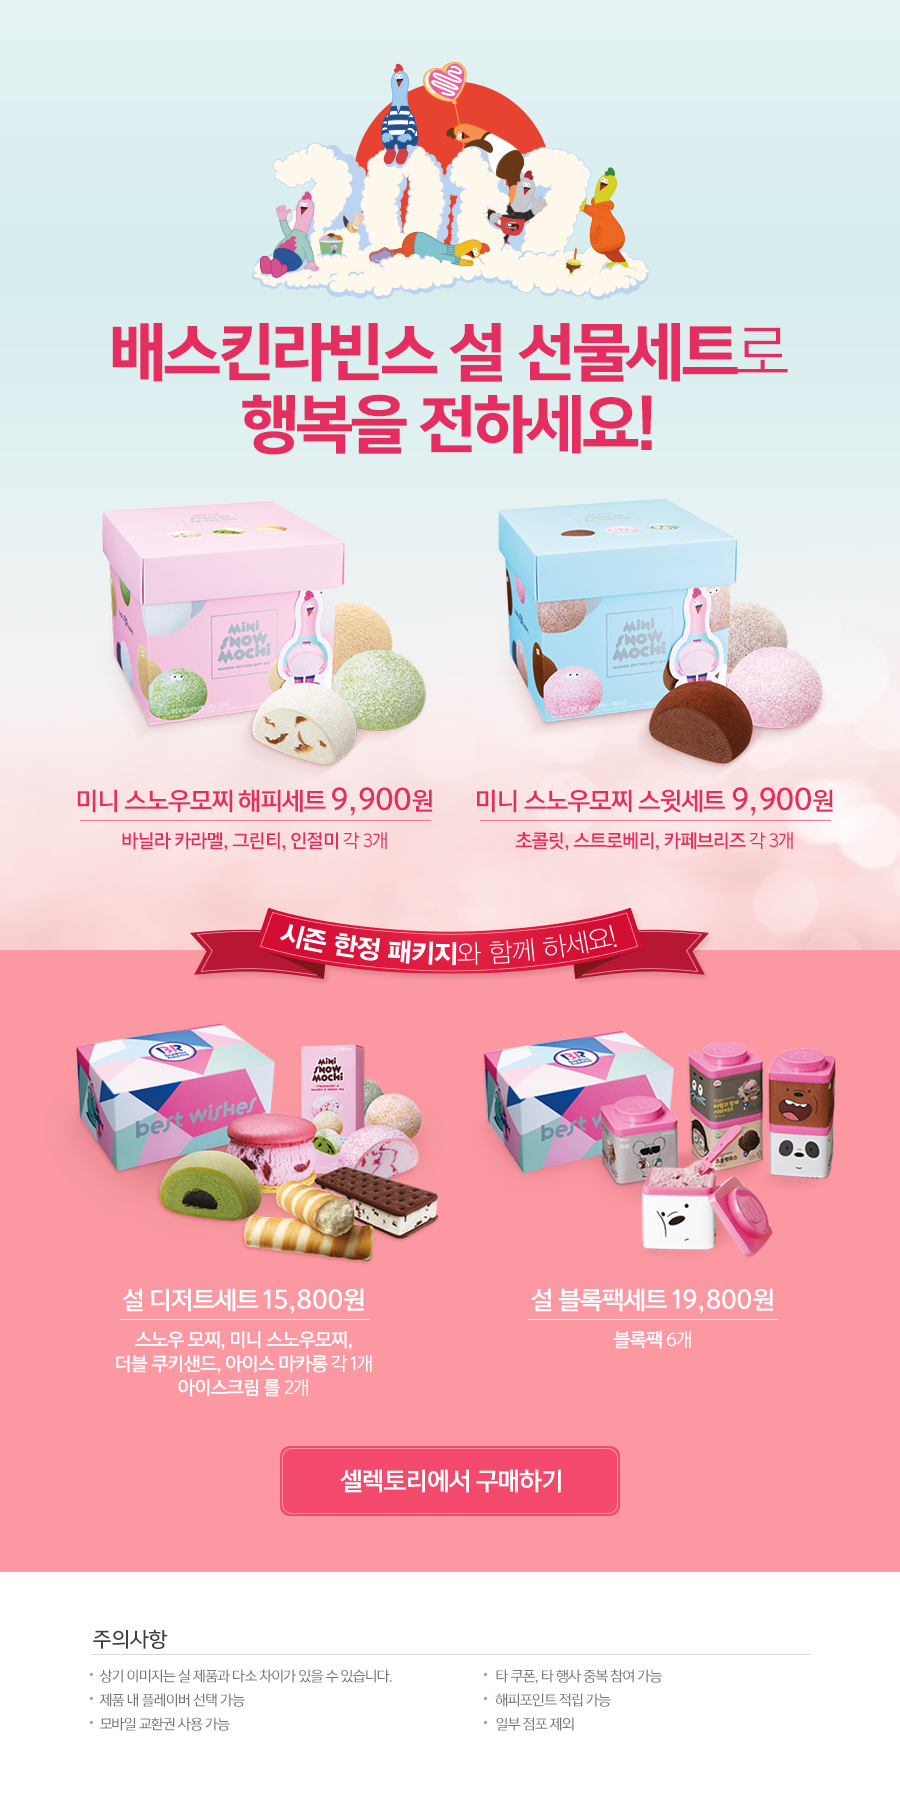 2017
배스킨라빈스 설 선물세트로
행복을 전하세요!
MINI
SNOW
MOCHI
MINI
SNOW
MOCHI
미니 스노우모찌 해피세트 9,900원
미니 스노우모찌 스윗세트 9,900원
바닐라 카라멜, 그린티, 인절미 각 3개
초콜릿, 스트로베리, 카페브리즈 각 3개
시즌 한정 패키지와 함께 하세요!
BR
best wishes
MINI
SNOW
MOCHI
BR
best w
설 디저트세트 15,800원
설 블록팩세트 19,800원
스노우 모찌, 미니 스노우모찌,
더블 쿠키샌드, 아이스 마카롱 각 1개
아이스크림 롤 2개
블록팩 6개
셀렉토리에서 구매하기
주의사항
· 상기 이미지는 실 제품과 다소 차이가 있을 수 있습니다.
· 제품 내 플레이버 선택 가능
· 모바일 교환권 사용 가능
· 타 쿠폰, 타 행사 중복 참여 가능
· 해피포인트 적립 가능
· 일부 점포 제외